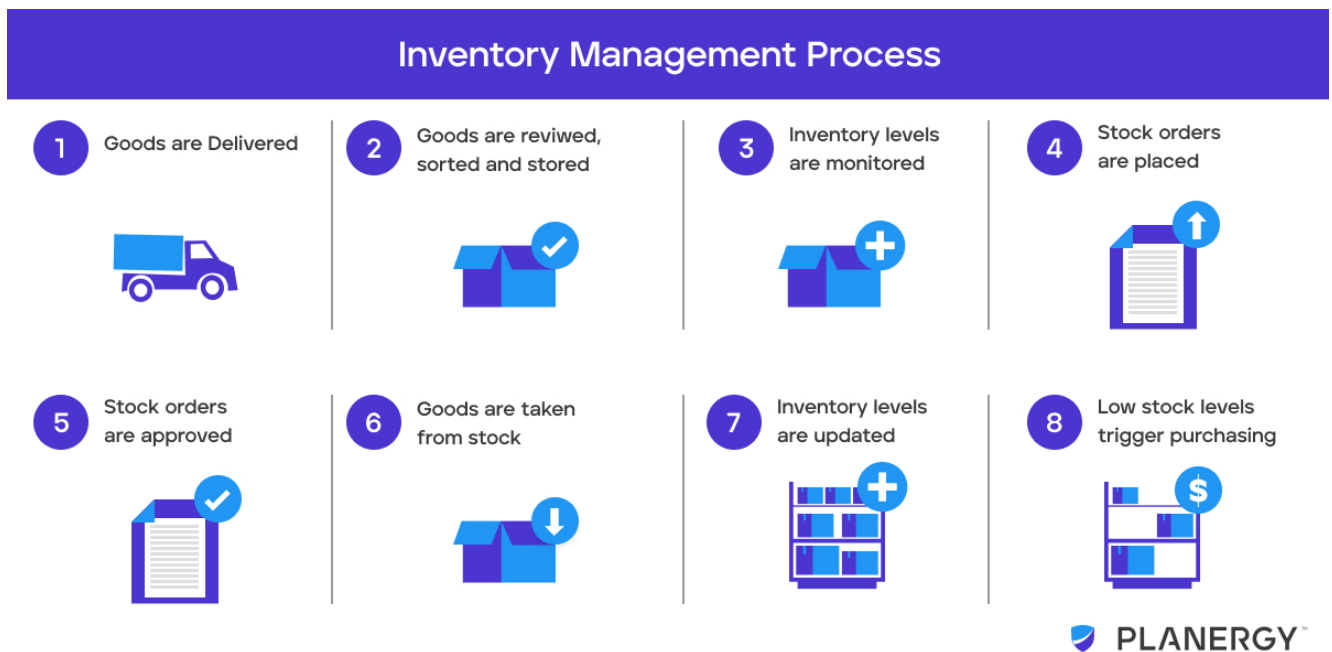 Inventory Management Process
1
Goods are Delivered
2
Goods are reviwed,
sorted and stored
3
Inventory levels
are monitored
4
Stock orders
are placed
5
Stock orders
are approved
6
Goods are taken
from stock
7
Inventory levels
are updated
8
Low stock levels
trigger purchasing
$
PLANERGY™